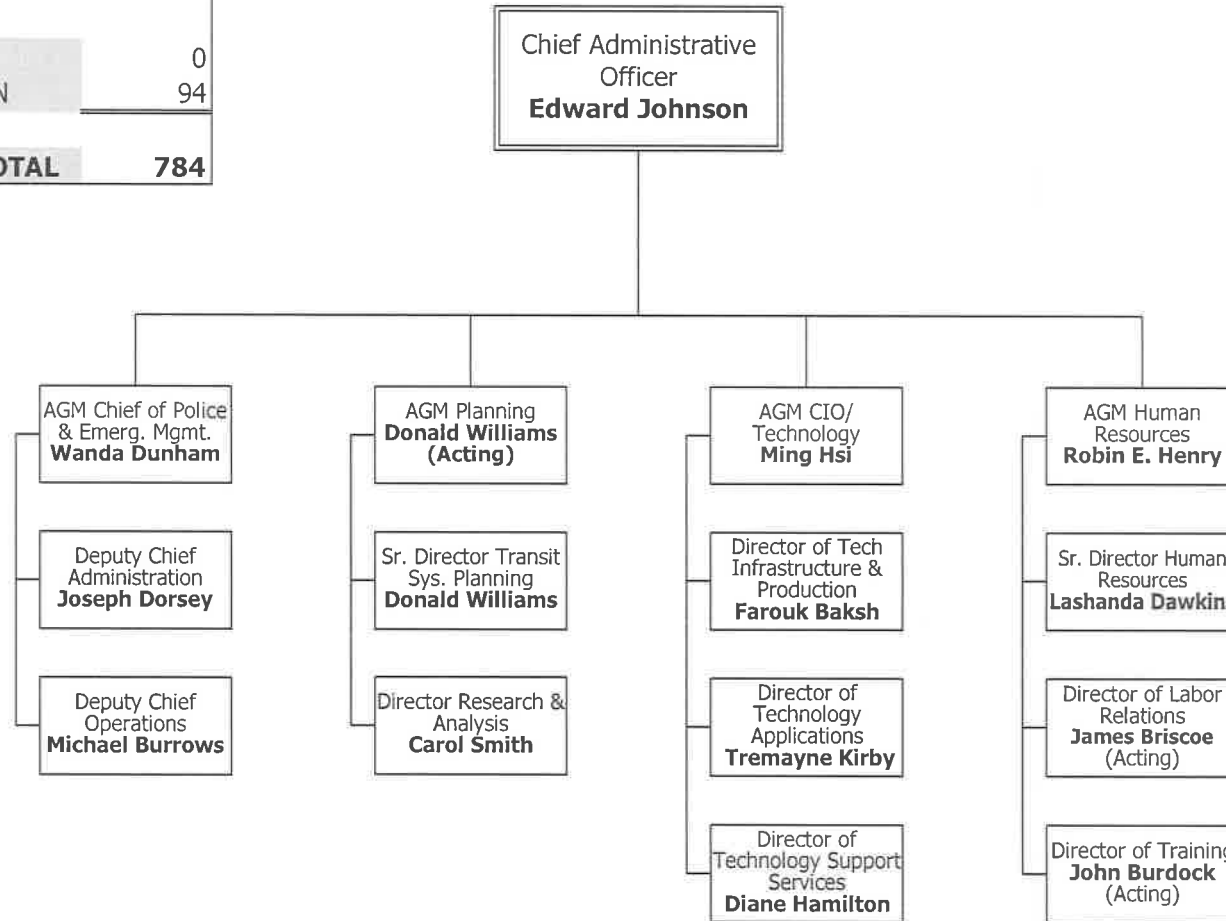 0
N 94
OTAL 784
Chief Administrative
Officer
Edward Johnson
AGM Chief of Police
& Emerg. Mgmt.
Wanda Dunham
Deputy Chief
Administration
Joseph Dorsey
Deputy Chief
Operations
Michael Burrows
AGM Planning
Donald Williams
(Acting)
Sr. Director Transit
Sys. Planning
Donald Williams
Director Research &
Analysis
Carol Smith
AGM CIO/
Technology
Ming Hsi
Director of Tech
Infrastructure &
Production
Farouk Baksh
Director of
Technology
Applications
Tremayne Kirby
Director of
Technology Support
Services
Diane Hamilton
AGM Human
Resources
Robin E. Henry
Sr. Director Human
Resources
Lashanda Dawkin
Director of Labor
Relations
James Briscoe
(Acting)
Director of Training
John Burdock
(Acting)